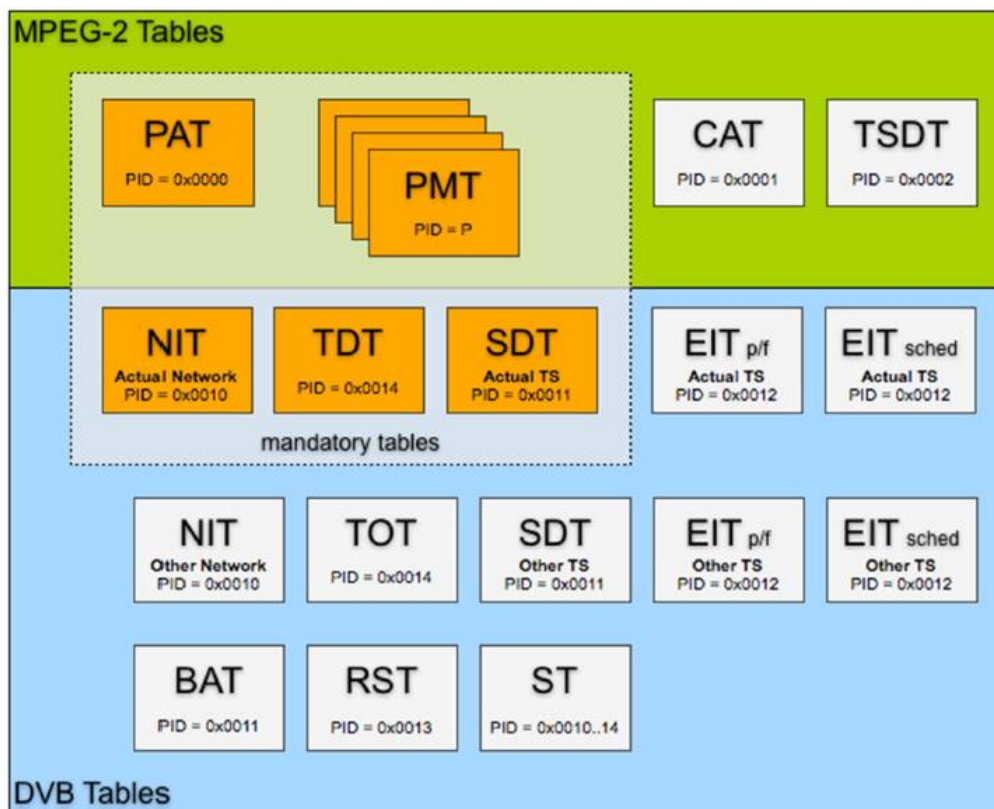 MPEG-2 Tables
PAT
PID = 0x0000
PMT
PID = P
CAT
PID = 0x0001
TSDT
PID = 0x0002
NIT
Actual Network
PID = 0x0010
TDT
PID = 0x0014
SDT
Actual TS
PID = 0x0011
EIT p/f
Actual TS
PID = 0x0012
EIT sched
Actual TS
PID = 0x0012
mandatory tables
NIT
Other Network
PID = 0x0010
TOT
PID = 0x0014
SDT
Other TS
PID = 0x0011
EIT p/f
Other TS
PID = 0x0012
EIT sched
Other TS
PID = 0x0012
BAT
PID = 0x0011
RST
PID = 0x0013
ST
PID = 0x0010..14
DVB Tables